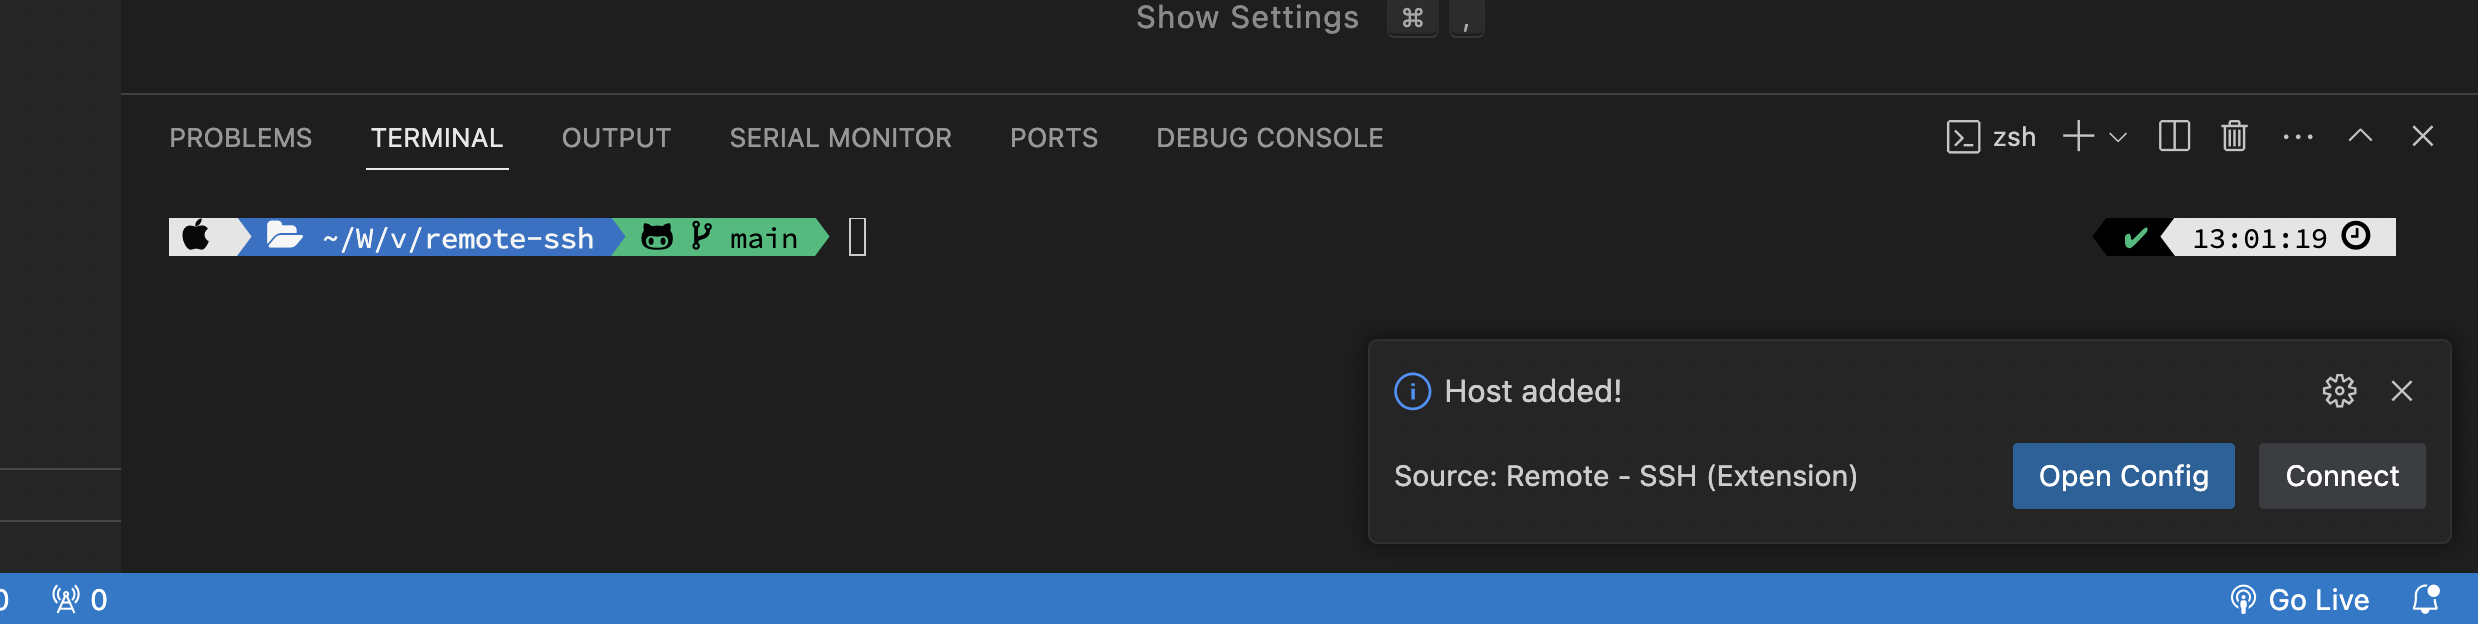 Show Settings ⌘ ,
PROBLEMS TERMINAL OUTPUT SERIAL MONITOR PORTS DEBUG CONSOLE zsh
~/W/v/remote-ssh main 13:01:19
Host added!
Source: Remote - SSH (Extension) Open Config Connect
0 Go Live